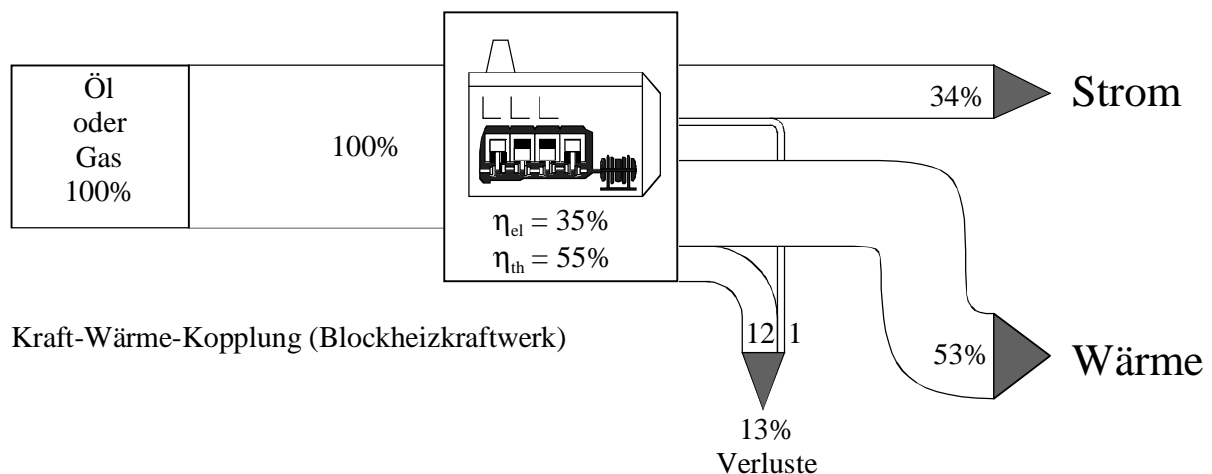 Öl
oder
Gas
100%
100%
η_el = 35%
η_th = 55%
34%
Strom
Kraft-Wärme-Kopplung (Blockheizkraftwerk)
12 1
53%
Wärme
13%
Verluste